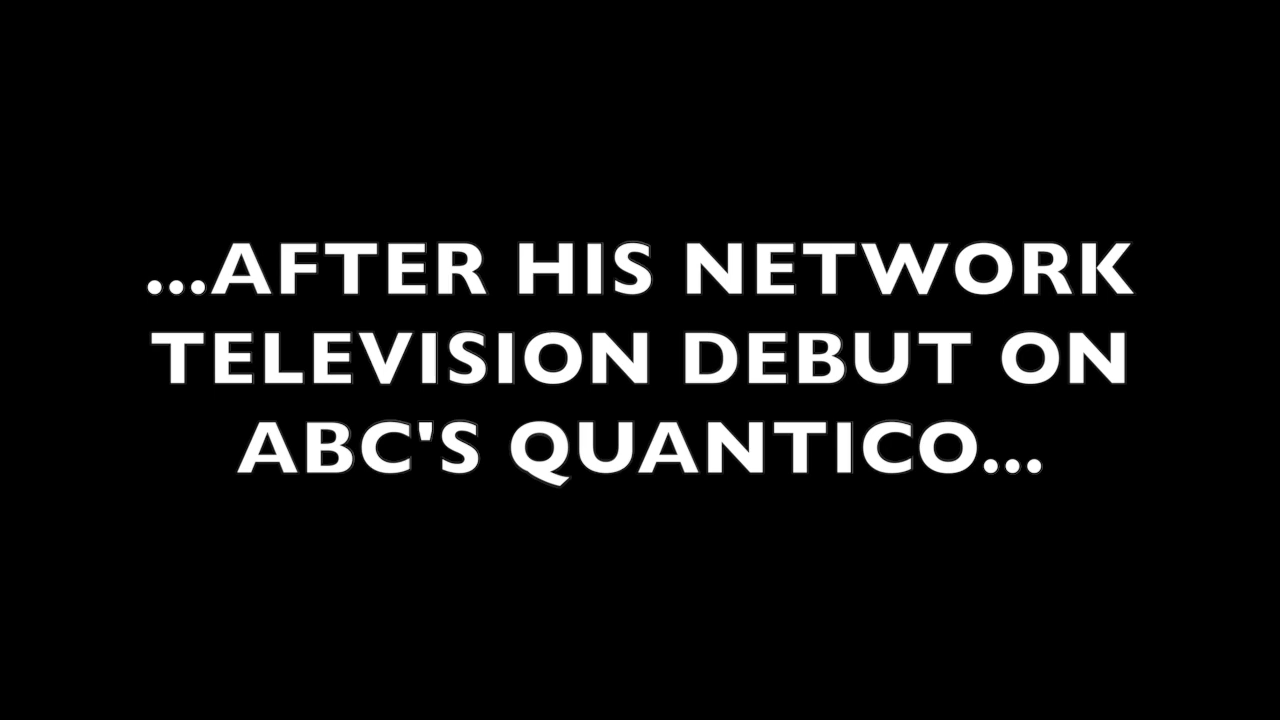 ...AFTER HIS NETWORK
TELEVISION DEBUT ON
ABC'S QUANTICO...